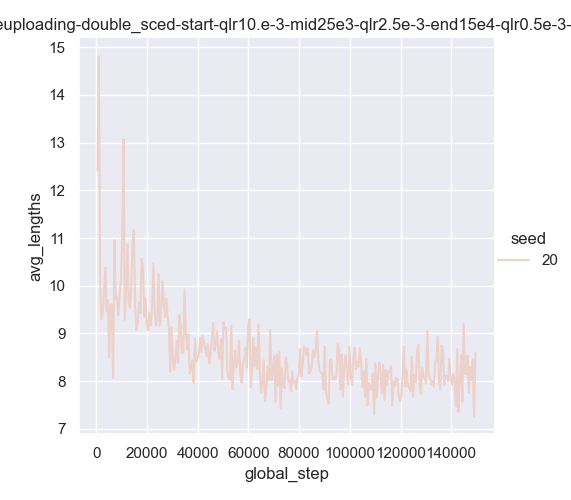 euploading-double_sced-start-qlr10.e-3-mid25e3-qlr2.5e-3-end15e4-qlr0.5e-3-
15
14
13
12
11
10
9
8
7
avg_lengths
0 20000 40000 60000 80000 100000 120000 140000
global_step
seed
20